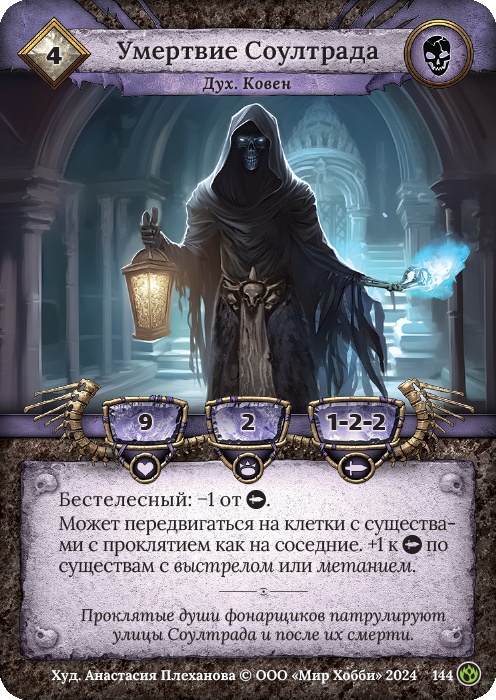 4
Умертвие Соултрада
Дух. Ковен
9
2
1-2-2
Бестелесный: −1 от .
Может передвигаться на клетки с существа-
ми с проклятием как на соседние. +1 к по
существам с выстрелом или метанием.
Проклятые души фонарщиков патрулируют
улицы Соултрада и после их смерти.
Худ. Анастасия Плеханова © ООО «Мир Хобби» 2024 144